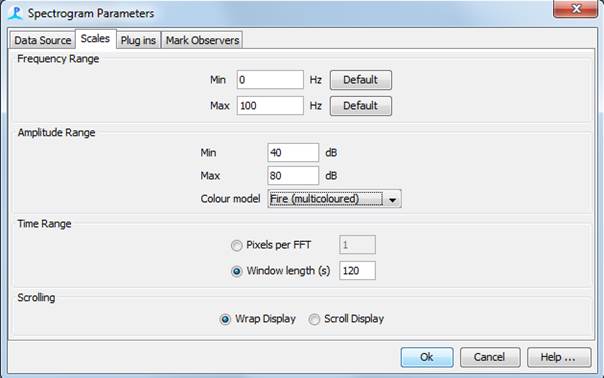 Spectrogram Parameters
Data Source Scales Plug ins Mark Observers
Frequency Range
Min 0 Hz Default
Max 100 Hz Default
Amplitude Range
Min 40 dB
Max 80 dB
Colour model Fire (multicoloured)
Time Range
Pixels per FFT 1
Window length (s) 120
Scrolling
Wrap Display Scroll Display
Ok Cancel Help ...